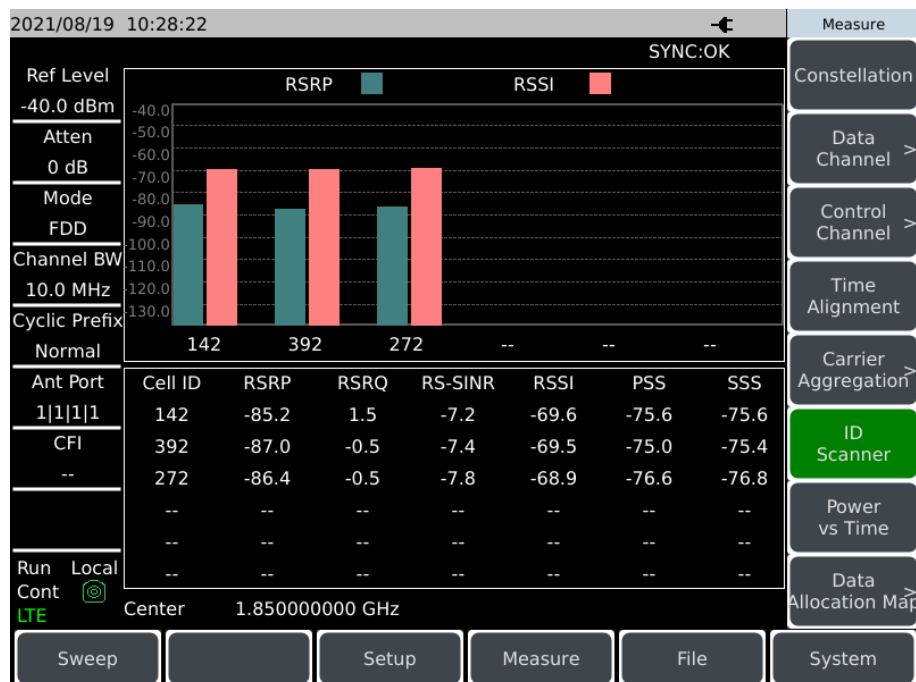 2021/08/19 10:28:22
Measure
SYNC:OK
Ref Level
-40.0 dBm
Atten
0 dB
Mode
FDD
Channel BW
10.0 MHz
Cyclic Prefix
Normal
Ant Port
1|1|1|1
CFI
--
Run Local
Cont
LTE
RSRP RSSI
-40.0
-50.0
-60.0
-70.0
-80.0
-90.0
100.0
110.0
120.0
130.0
142 392 272 -- -- --
Cell ID RSRP RSRQ RS-SINR RSSI PSS SSS
142 -85.2 1.5 -7.2 -69.6 -75.6 -75.6
392 -87.0 -0.5 -7.4 -69.5 -75.0 -75.4
272 -86.4 -0.5 -7.8 -68.9 -76.6 -76.8
-- -- -- -- -- -- --
-- -- -- -- -- -- --
-- -- -- -- -- -- --
Center 1.850000000 GHz
Constellation
Data
Channel >
Control
Channel >
Time
Alignment
Carrier
Aggregation >
ID
Scanner
Power
vs Time
Data
Allocation Map >
Sweep Setup Measure File System